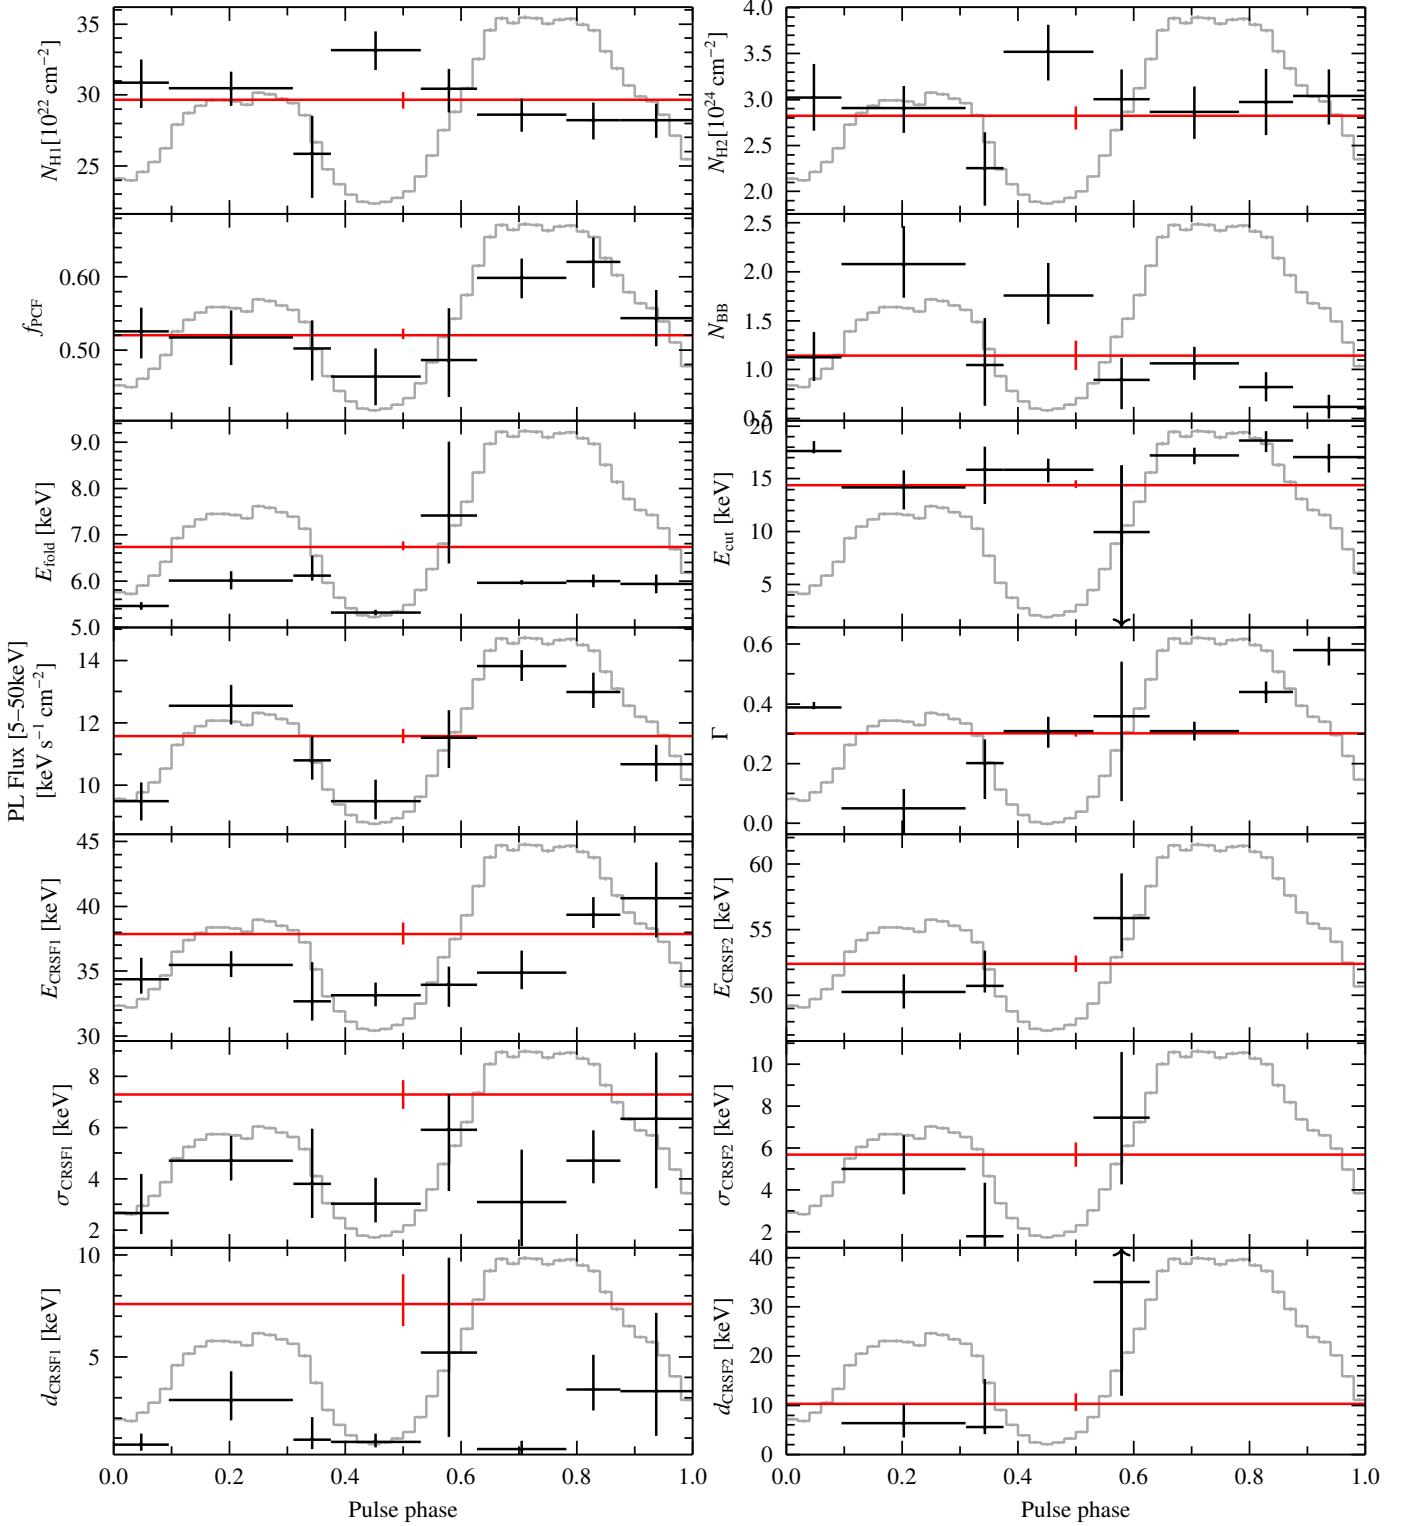 N_H1 [10^22 cm^−2]
35
30
25
N_H2 [10^24 cm^−2]
4.0
3.5
3.0
2.5
2.0
f_PCF
0.60
0.50
N_BB
2.5
2.0
1.5
1.0
0.5
E_fold [keV]
9.0
8.0
7.0
6.0
5.0
E_cut [keV]
20
15
10
5
PL Flux [5–50keV]
[keV s^−1 cm^−2]
14
12
10
Γ
0.6
0.4
0.2
0.0
E_CRSF1 [keV]
45
40
35
30
E_CRSF2 [keV]
60
55
50
σ_CRSF1 [keV]
8
6
4
2
σ_CRSF2 [keV]
10
8
6
4
2
d_CRSF1 [keV]
10
5
d_CRSF2 [keV]
40
30
20
10
0
0.0 0.2 0.4 0.6 0.8 1.0
Pulse phase
0.0 0.2 0.4 0.6 0.8 1.0
Pulse phase